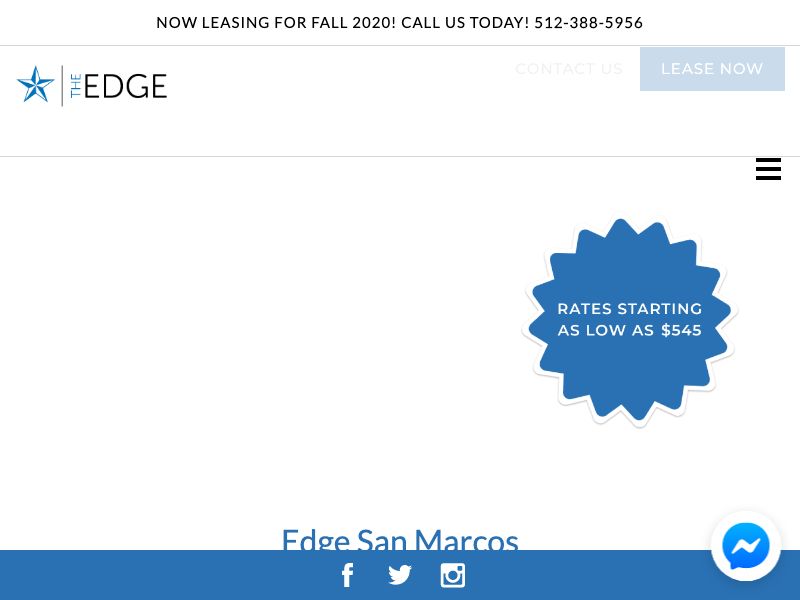 NOW LEASING FOR FALL 2020! CALL US TODAY! 512-388-5956
CONTACT US
LEASE NOW
THE EDGE
RATES STARTING
AS LOW AS $545
Edge San Marcos